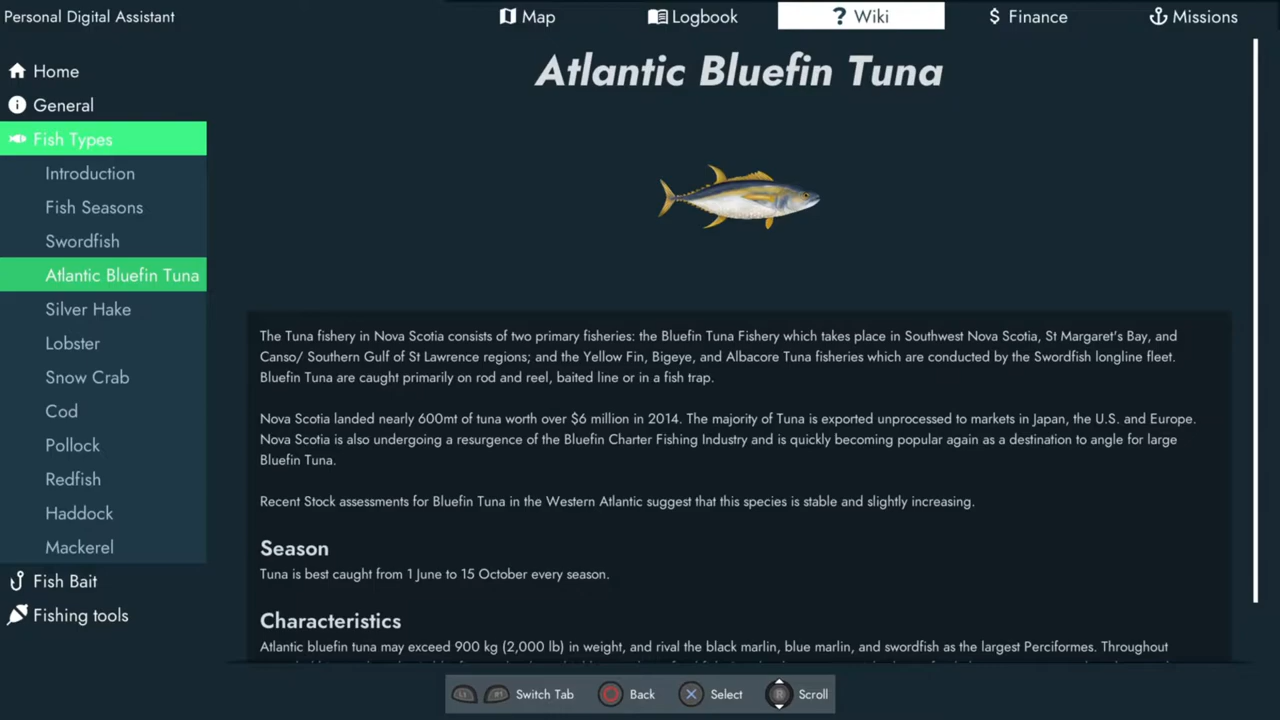 Personal Digital Assistant
Map
Logbook
? Wiki
$ Finance
Missions
Home
General
Fish Types
Introduction
Fish Seasons
Swordfish
Atlantic Bluefin Tuna
Silver Hake
Lobster
Snow Crab
Cod
Pollock
Redfish
Haddock
Mackerel
Fish Bait
Fishing tools
Atlantic Bluefin Tuna
The Tuna fishery in Nova Scotia consists of two primary fisheries: the Bluefin Tuna Fishery which takes place in Southwest Nova Scotia, St Margaret's Bay, and
Canso/ Southern Gulf of St Lawrence regions; and the Yellow Fin, Bigeye, and Albacore Tuna fisheries which are conducted by the Swordfish longline fleet.
Bluefin Tuna are caught primarily on rod and reel, baited line or in a fish trap.
Nova Scotia landed nearly 600mt of tuna worth over $6 million in 2014. The majority of Tuna is exported unprocessed to markets in Japan, the U.S. and Europe.
Nova Scotia is also undergoing a resurgence of the Bluefin Charter Fishing Industry and is quickly becoming popular again as a destination to angle for large
Bluefin Tuna.
Recent Stock assessments for Bluefin Tuna in the Western Atlantic suggest that this species is stable and slightly increasing.
Season
Tuna is best caught from 1 June to 15 October every season.
Characteristics
Atlantic bluefin tuna may exceed 900 kg (2,000 lb) in weight, and rival the black marlin, blue marlin, and swordfish as the largest Perciformes. Throughout
Switch Tab
Back
Select
R
Scroll